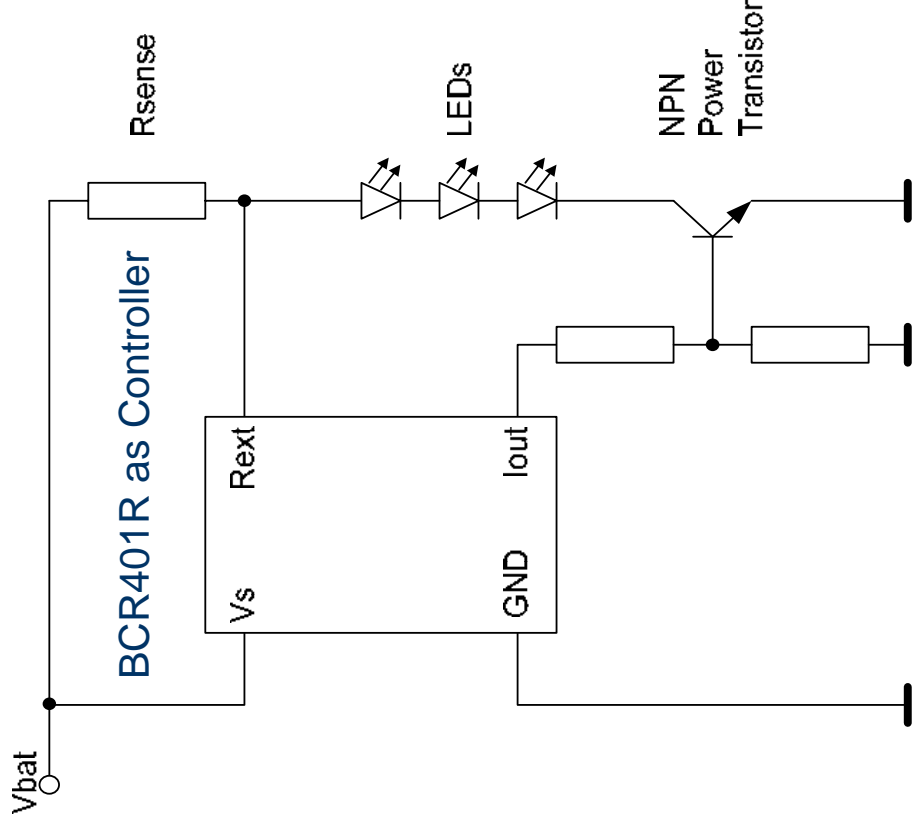 Vbat
BCR401R as Controller
Rsense
Vs
Rext
GND
Iout
LEDs
NPN
Power
Transistor